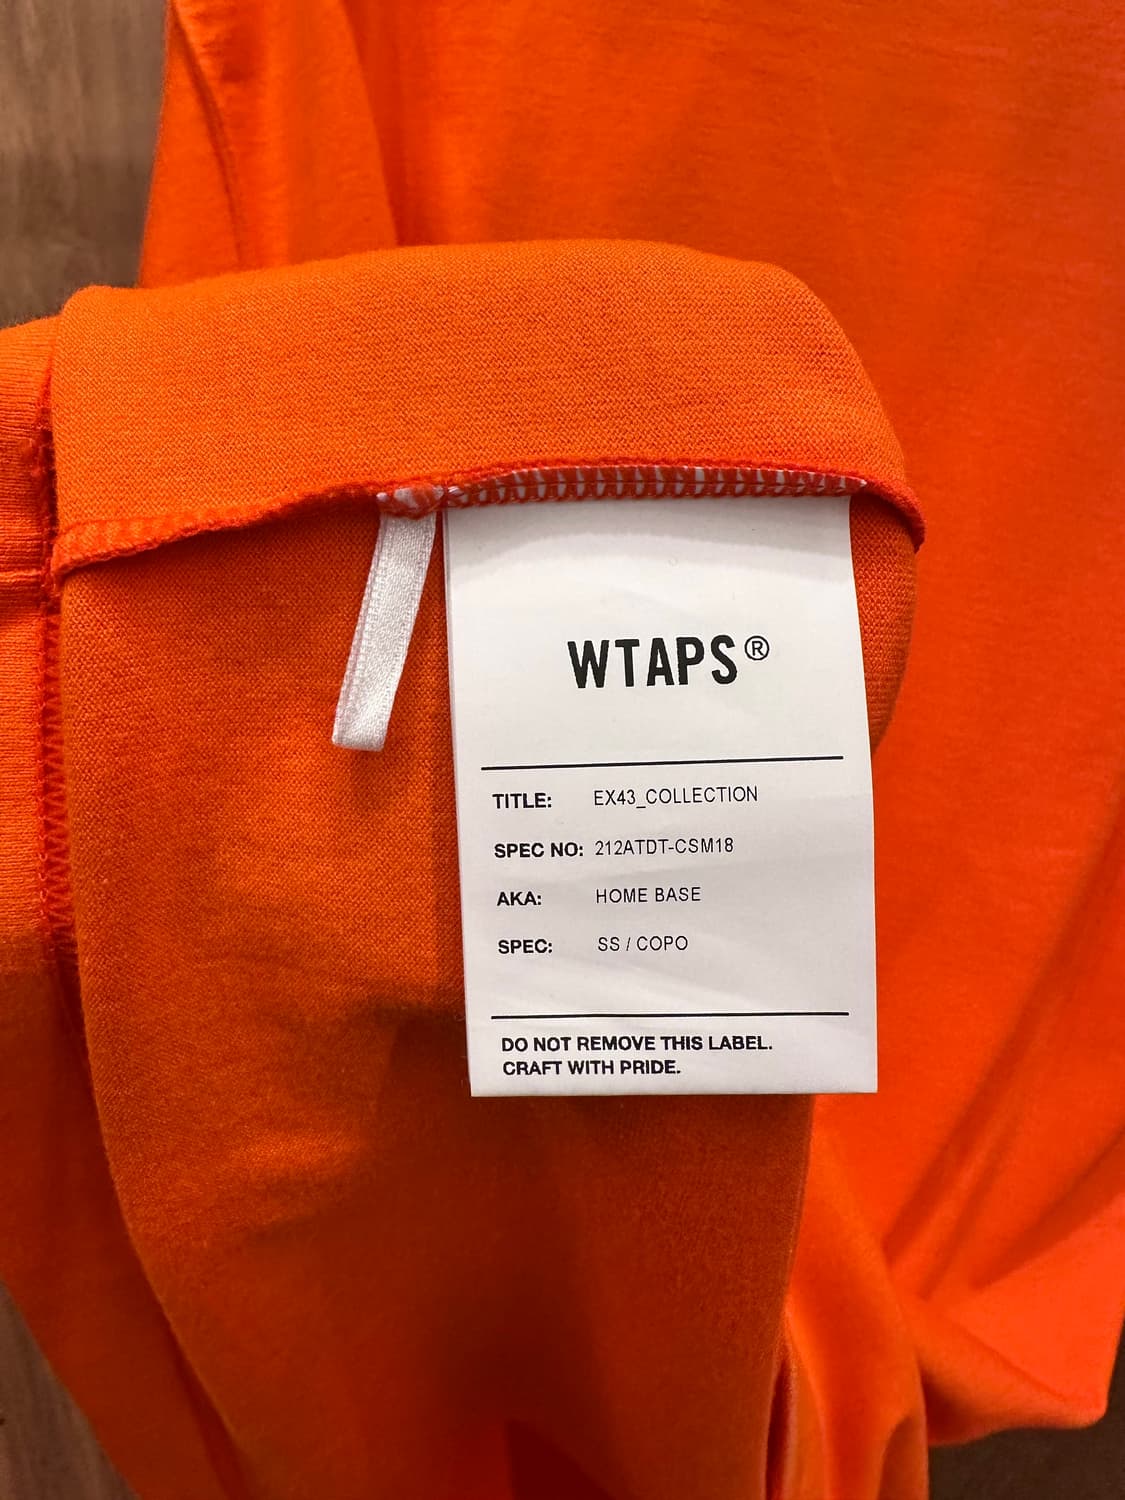 WTAPS®
TITLE: EX43_COLLECTION
SPEC NO: 212ATDT-CSM18
AKA: HOME BASE
SPEC: SS / COPO
DO NOT REMOVE THIS LABEL.
CRAFT WITH PRIDE.